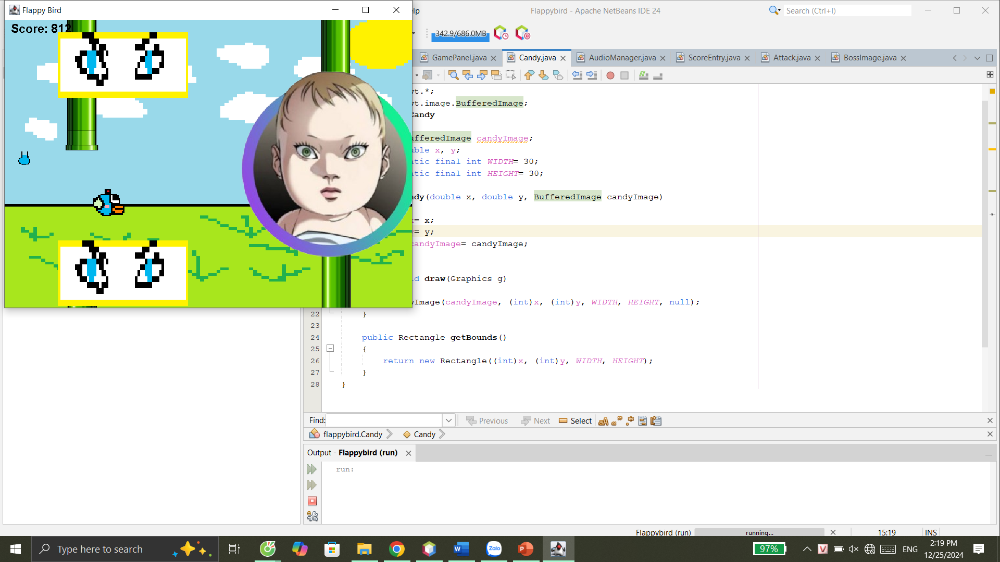 Flappy Bird
Score: 812
elp
Flappybird - Apache NetBeans IDE 24
Search (Ctrl+I)
342.9/686.0MB
GamePanel.java
Candy.java
AudioManager.java
ScoreEntry.java
Attack.java
BossImage.java
wt.*;
wt.image.BufferedImage;
Candy
ufferedImage candyImage;
uble x, y;
atic final int WIDTH= 30;
atic final int HEIGHT= 30;
ndy(double x, double y, BufferedImage candyImage)
= x;
= y;
candyImage= candyImage;
id draw(Graphics g)
wImage(candyImage, (int)x, (int)y, WIDTH, HEIGHT, null);
22 }
23
24 public Rectangle getBounds()
25 {
26 return new Rectangle((int)x, (int)y, WIDTH, HEIGHT);
27 }
28 }
Find:
Previous
Next
Select
flappybird.Candy
Candy
Output - Flappybird (run)
run:
Flappybird (run)
running...
15:19
INS
Type here to search
Zalo
97%
ENG
2:19 PM
12/25/2024